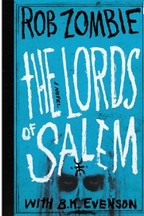 ROB ZOMBIE
THE LORDS
A NOVEL
OF SALEM
WITH B.K. EVENSON